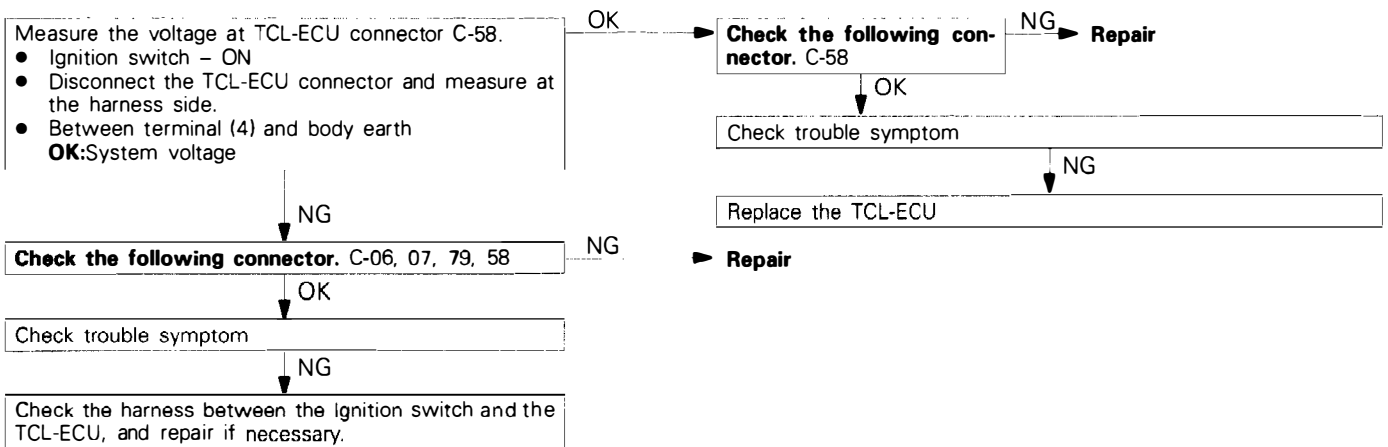 Measure the voltage at TCL-ECU connector C-58.
● Ignition switch – ON
● Disconnect the TCL-ECU connector and measure at
the harness side.
● Between terminal (4) and body earth
OK:System voltage
OK
Check the following con-
nector. C-58
NG
Repair
OK
Check trouble symptom
NG
Replace the TCL-ECU
NG
Check the following connector. C-06, 07, 79, 58
NG
Repair
OK
Check trouble symptom
NG
Check the harness between the Ignition switch and the
TCL-ECU, and repair if necessary.